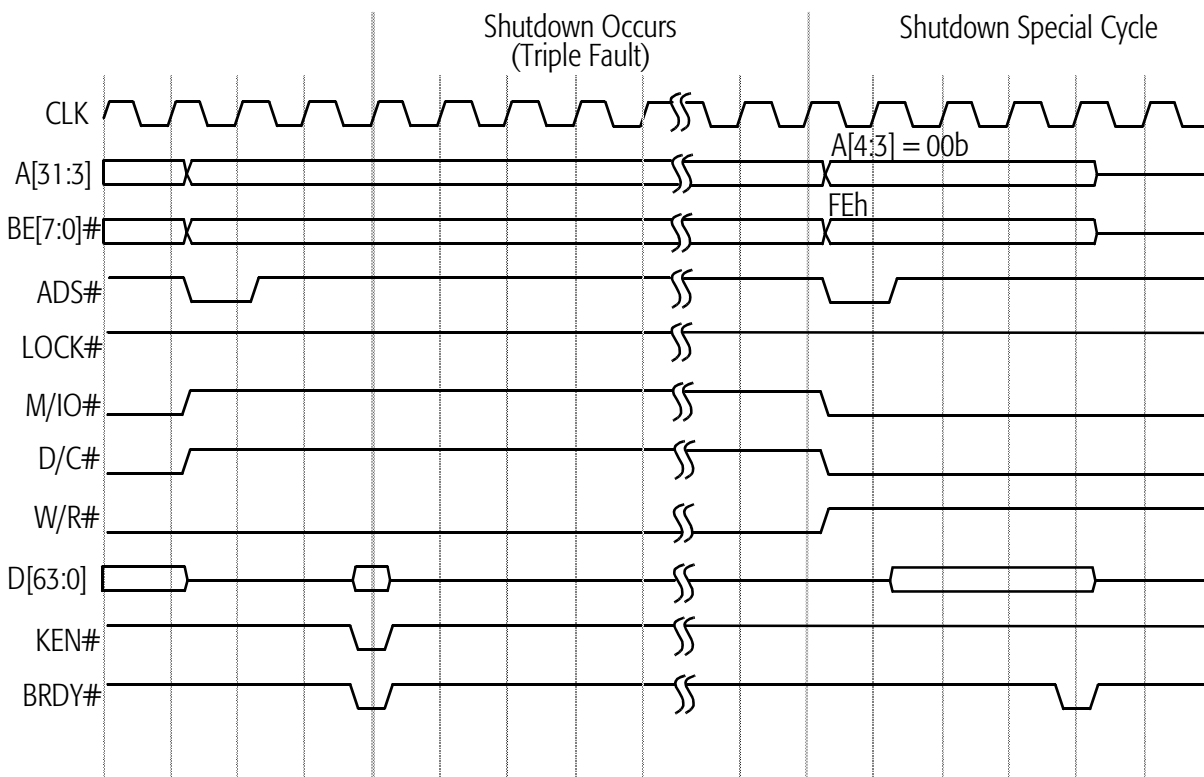 Shutdown Occurs
(Triple Fault)
Shutdown Special Cycle
CLK
A[4:3] = 00b
A[31:3]
FEh
BE[7:0]#
ADS#
LOCK#
M/IO#
D/C#
W/R#
D[63:0]
KEN#
BRDY#